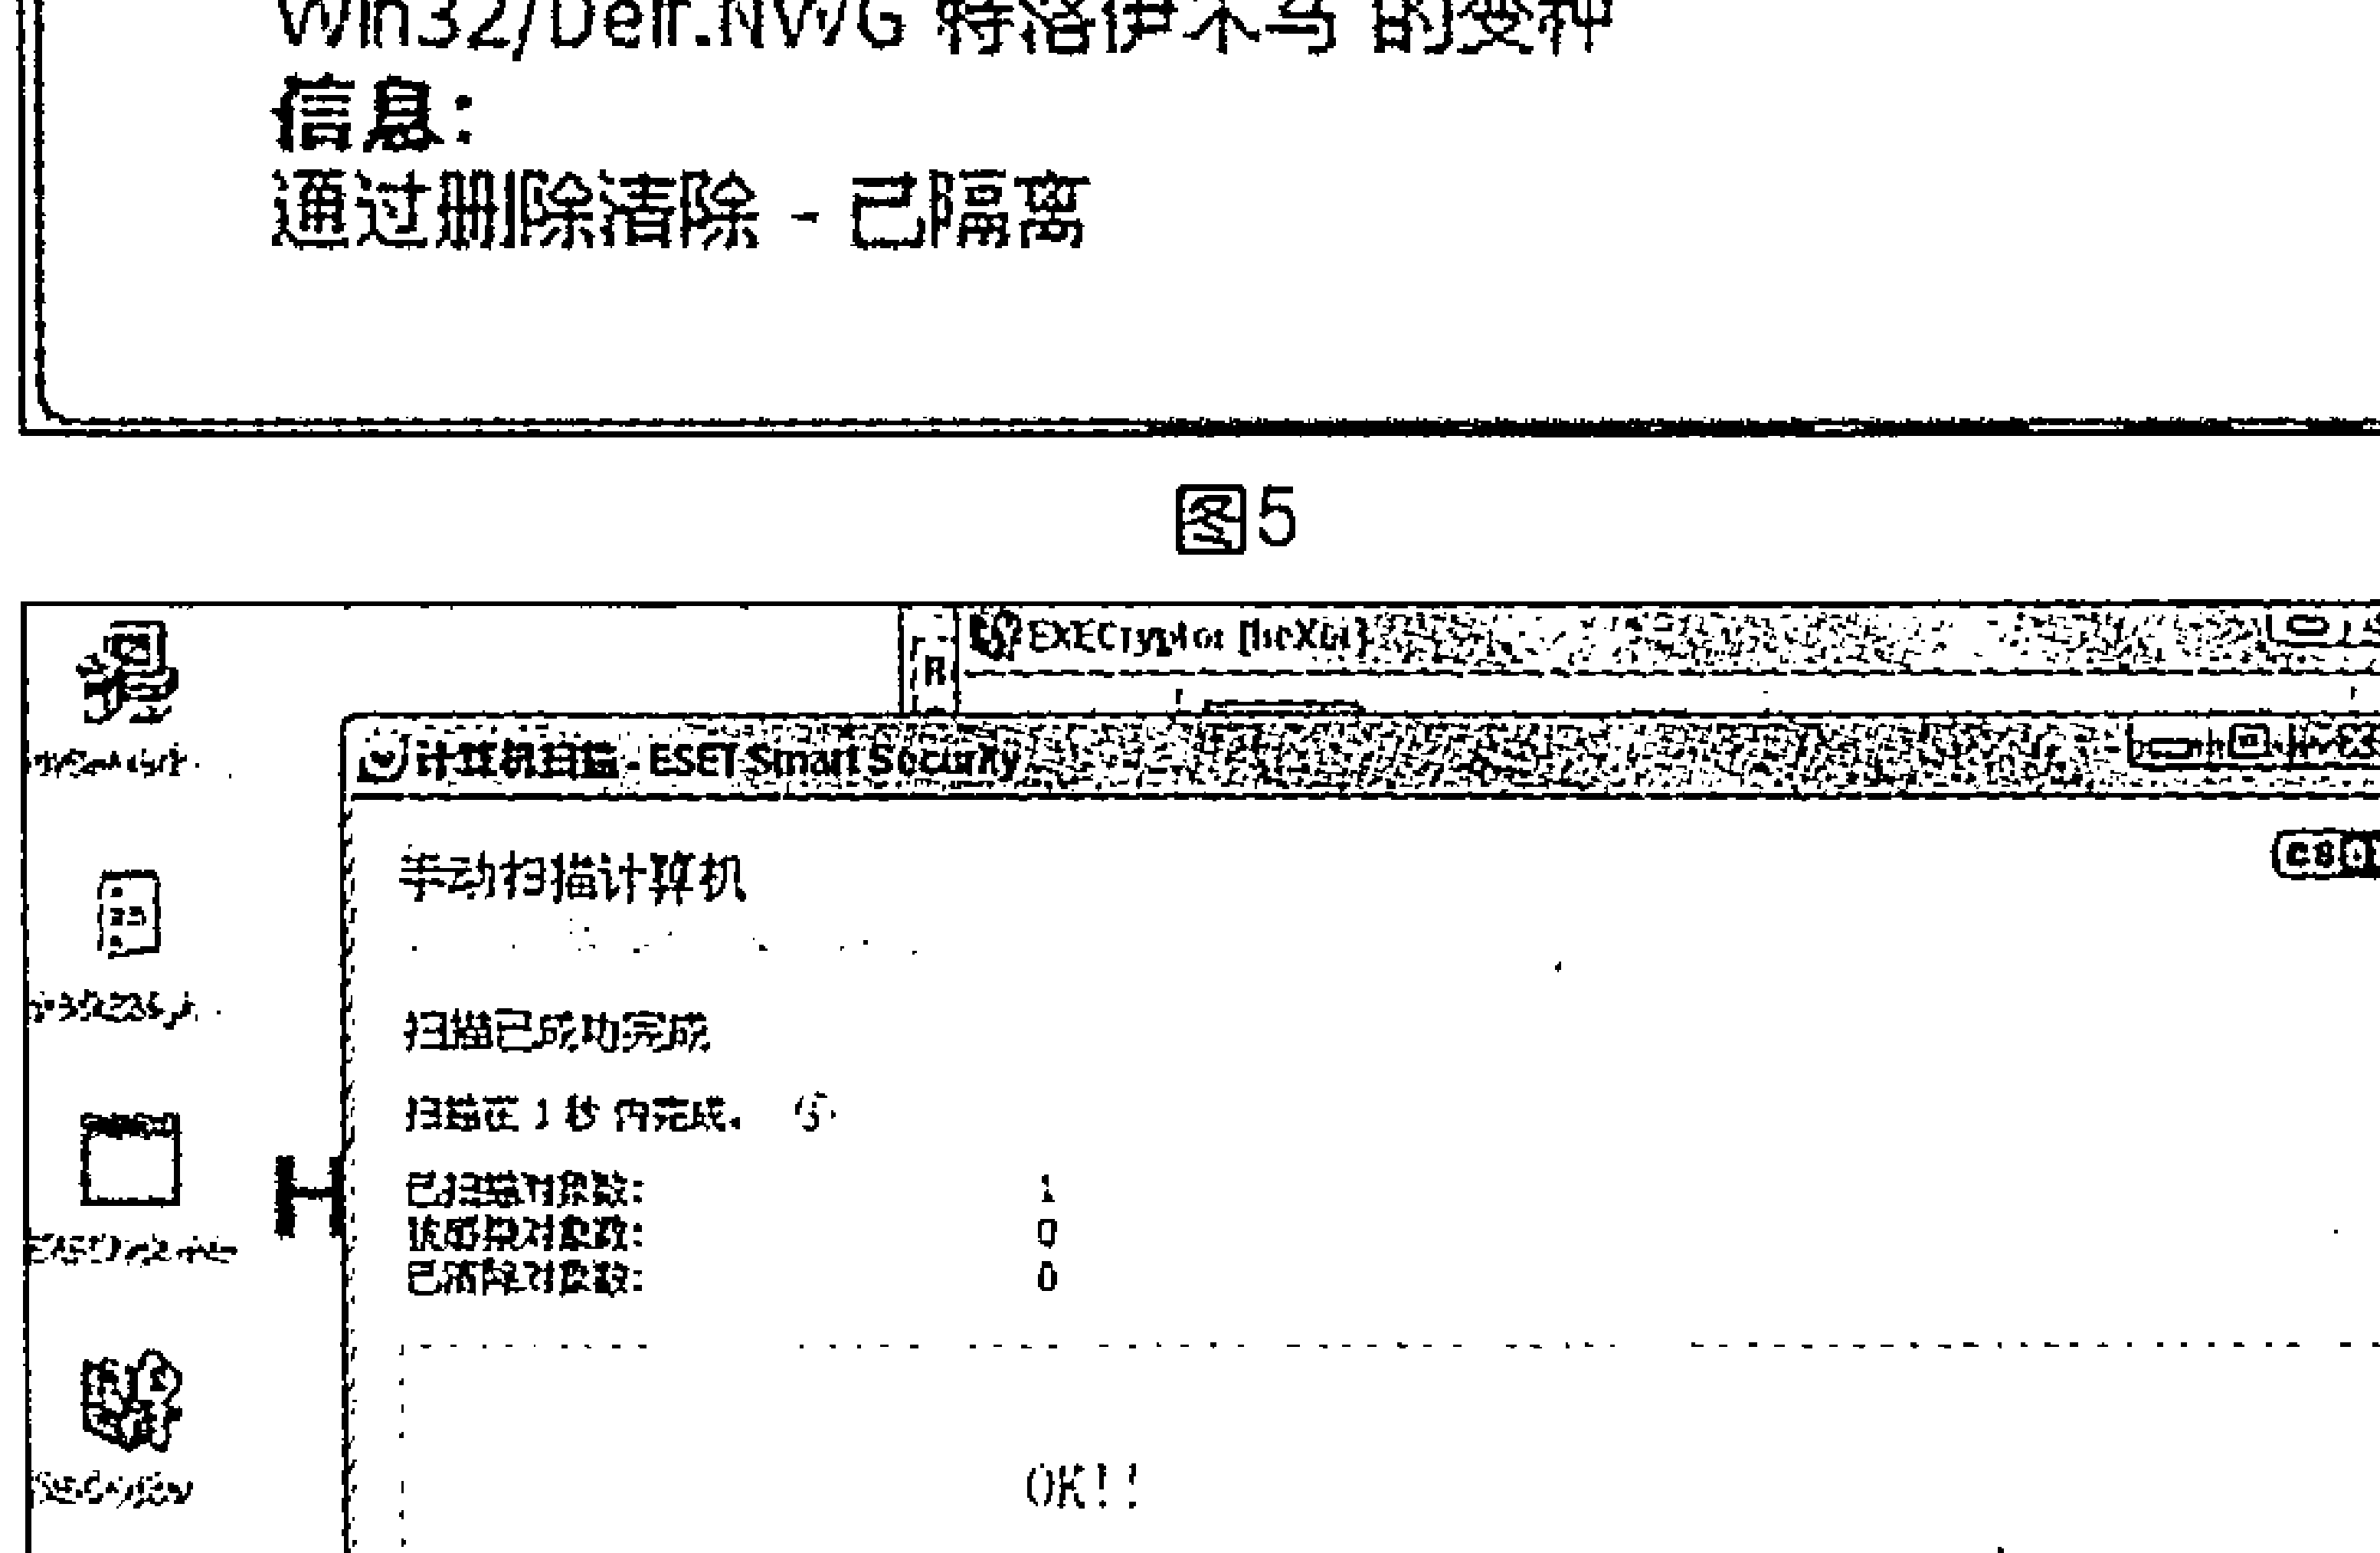 Win32/Delf.NWG 特洛伊木马 的变种
信息:
通过删除清除 - 已隔离
图5
EXECryptor
R
计算机扫描 - ESET Smart Security
手动扫描计算机
扫描已成功完成
扫描在 1 秒 内完成。
已扫描对象数: 1
被感染对象数: 0
已清除对象数: 0
OK!!